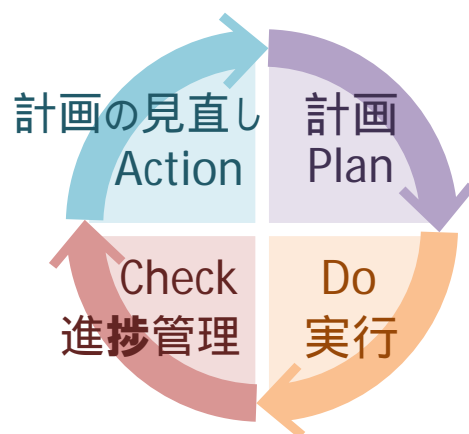 計画の見直し
Action
計画
Plan
Do
実行
Check
進捗管理